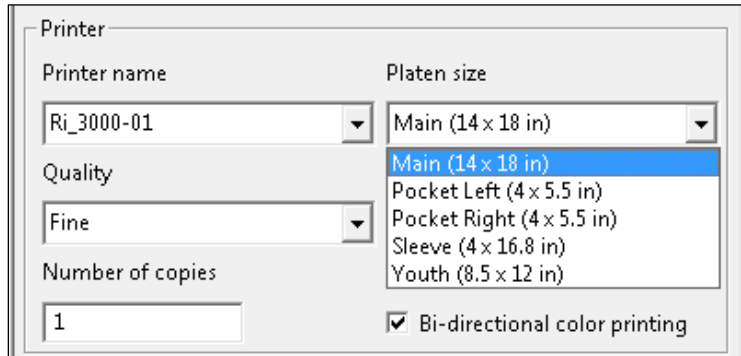 Printer
Printer name
Platen size
Ri_3000-01
Main (14 x 18 in)
Main (14 x 18 in)
Quality
Pocket Left (4 x 5.5 in)
Pocket Right (4 x 5.5 in)
Fine
Sleeve (4 x 16.8 in)
Youth (8.5 x 12 in)
Number of copies
1
Bi-directional color printing